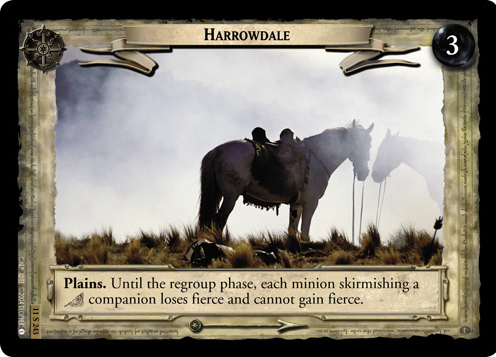 HARROWDALE
3
Plains. Until the regroup phase, each minion skirmishing a
companion loses fierce and cannot gain fierce.
11 S 243